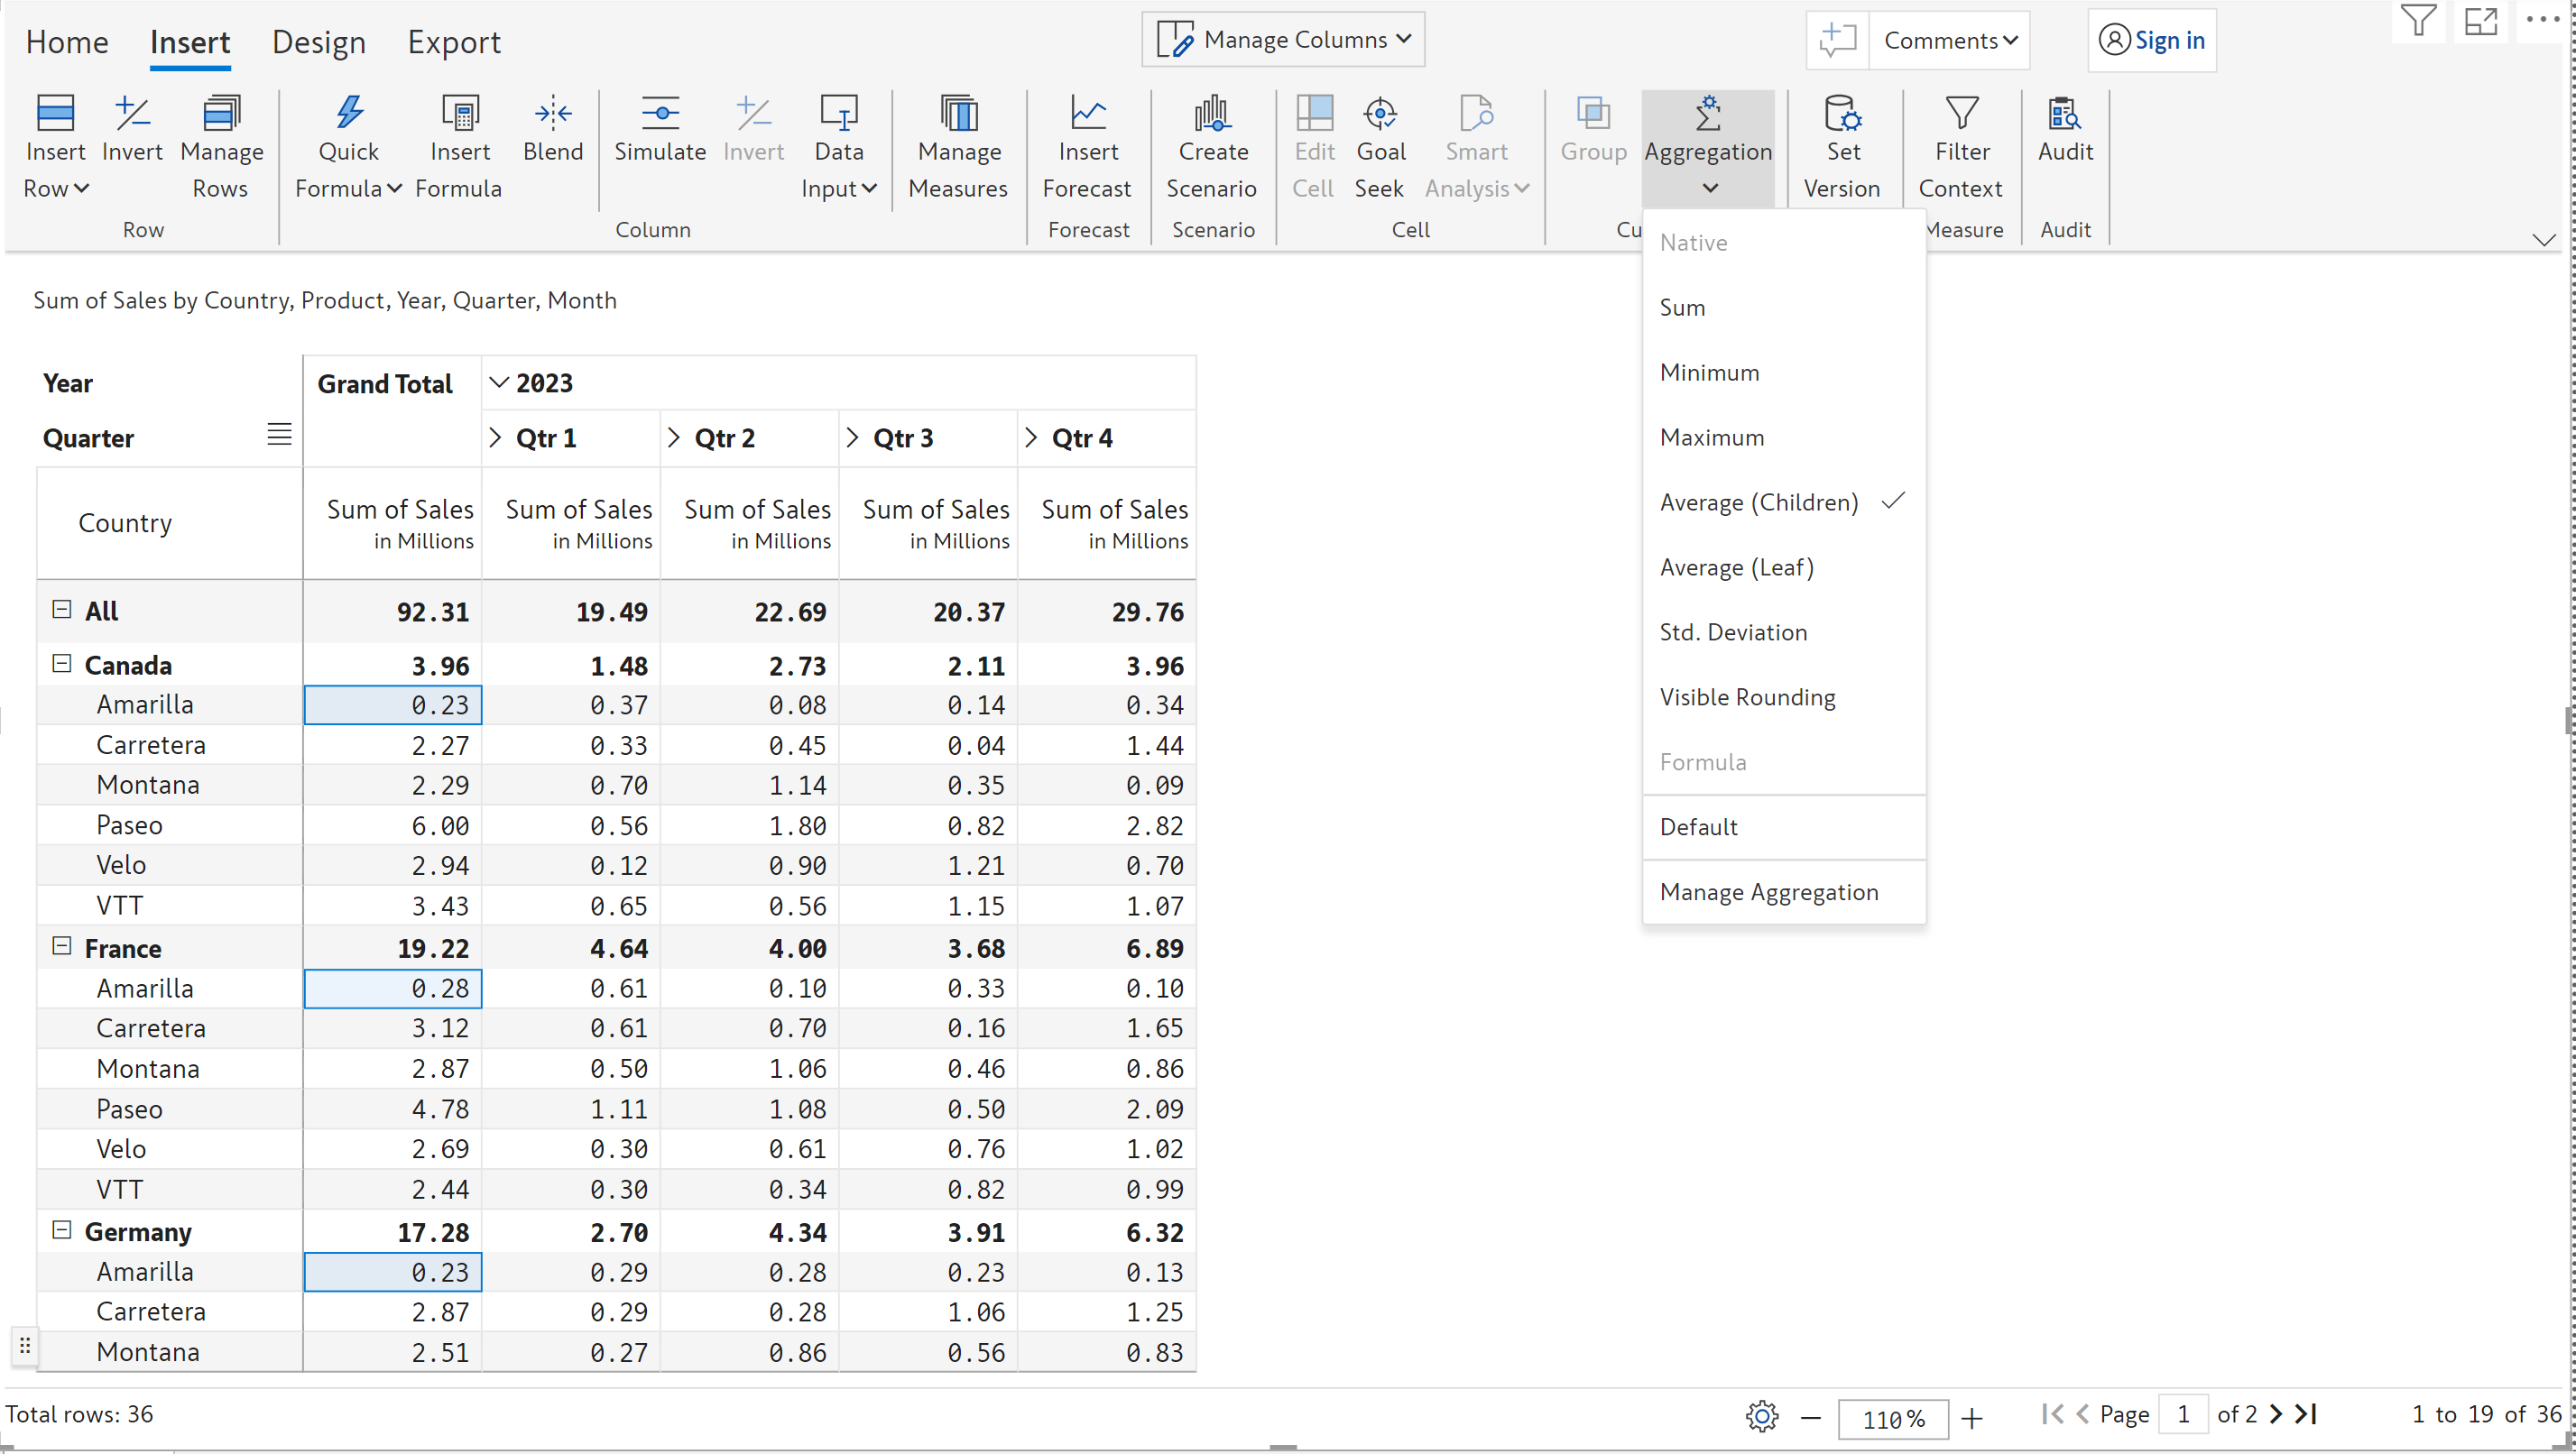 Home Insert Design Export Manage Columns Comments Sign in
Insert Row Invert Manage Rows Quick Formula Insert Formula Blend Simulate Invert Data Input Manage Measures Insert Forecast Create Scenario Edit Cell Goal Seek Smart Analysis Group Aggregation Set Version Filter Context Audit
Row Column Forecast Scenario Cell Cu Measure Audit
Native
Sum
Minimum
Maximum
Average (Children)
Average (Leaf)
Std. Deviation
Visible Rounding
Formula
Default
Manage Aggregation
Sum of Sales by Country, Product, Year, Quarter, Month
Year Grand Total 2023
Quarter Qtr 1 Qtr 2 Qtr 3 Qtr 4
Country Sum of Sales in Millions Sum of Sales in Millions Sum of Sales in Millions Sum of Sales in Millions Sum of Sales in Millions
All 92.31 19.49 22.69 20.37 29.76
Canada 3.96 1.48 2.73 2.11 3.96
Amarilla 0.23 0.37 0.08 0.14 0.34
Carretera 2.27 0.33 0.45 0.04 1.44
Montana 2.29 0.70 1.14 0.35 0.09
Paseo 6.00 0.56 1.80 0.82 2.82
Velo 2.94 0.12 0.90 1.21 0.70
VTT 3.43 0.65 0.56 1.15 1.07
France 19.22 4.64 4.00 3.68 6.89
Amarilla 0.28 0.61 0.10 0.33 0.10
Carretera 3.12 0.61 0.70 0.16 1.65
Montana 2.87 0.50 1.06 0.46 0.86
Paseo 4.78 1.11 1.08 0.50 2.09
Velo 2.69 0.30 0.61 0.76 1.02
VTT 2.44 0.30 0.34 0.82 0.99
Germany 17.28 2.70 4.34 3.91 6.32
Amarilla 0.23 0.29 0.28 0.23 0.13
Carretera 2.87 0.29 0.28 1.06 1.25
Montana 2.51 0.27 0.86 0.56 0.83
Total rows: 36 110 % Page 1 of 2 1 to 19 of 36